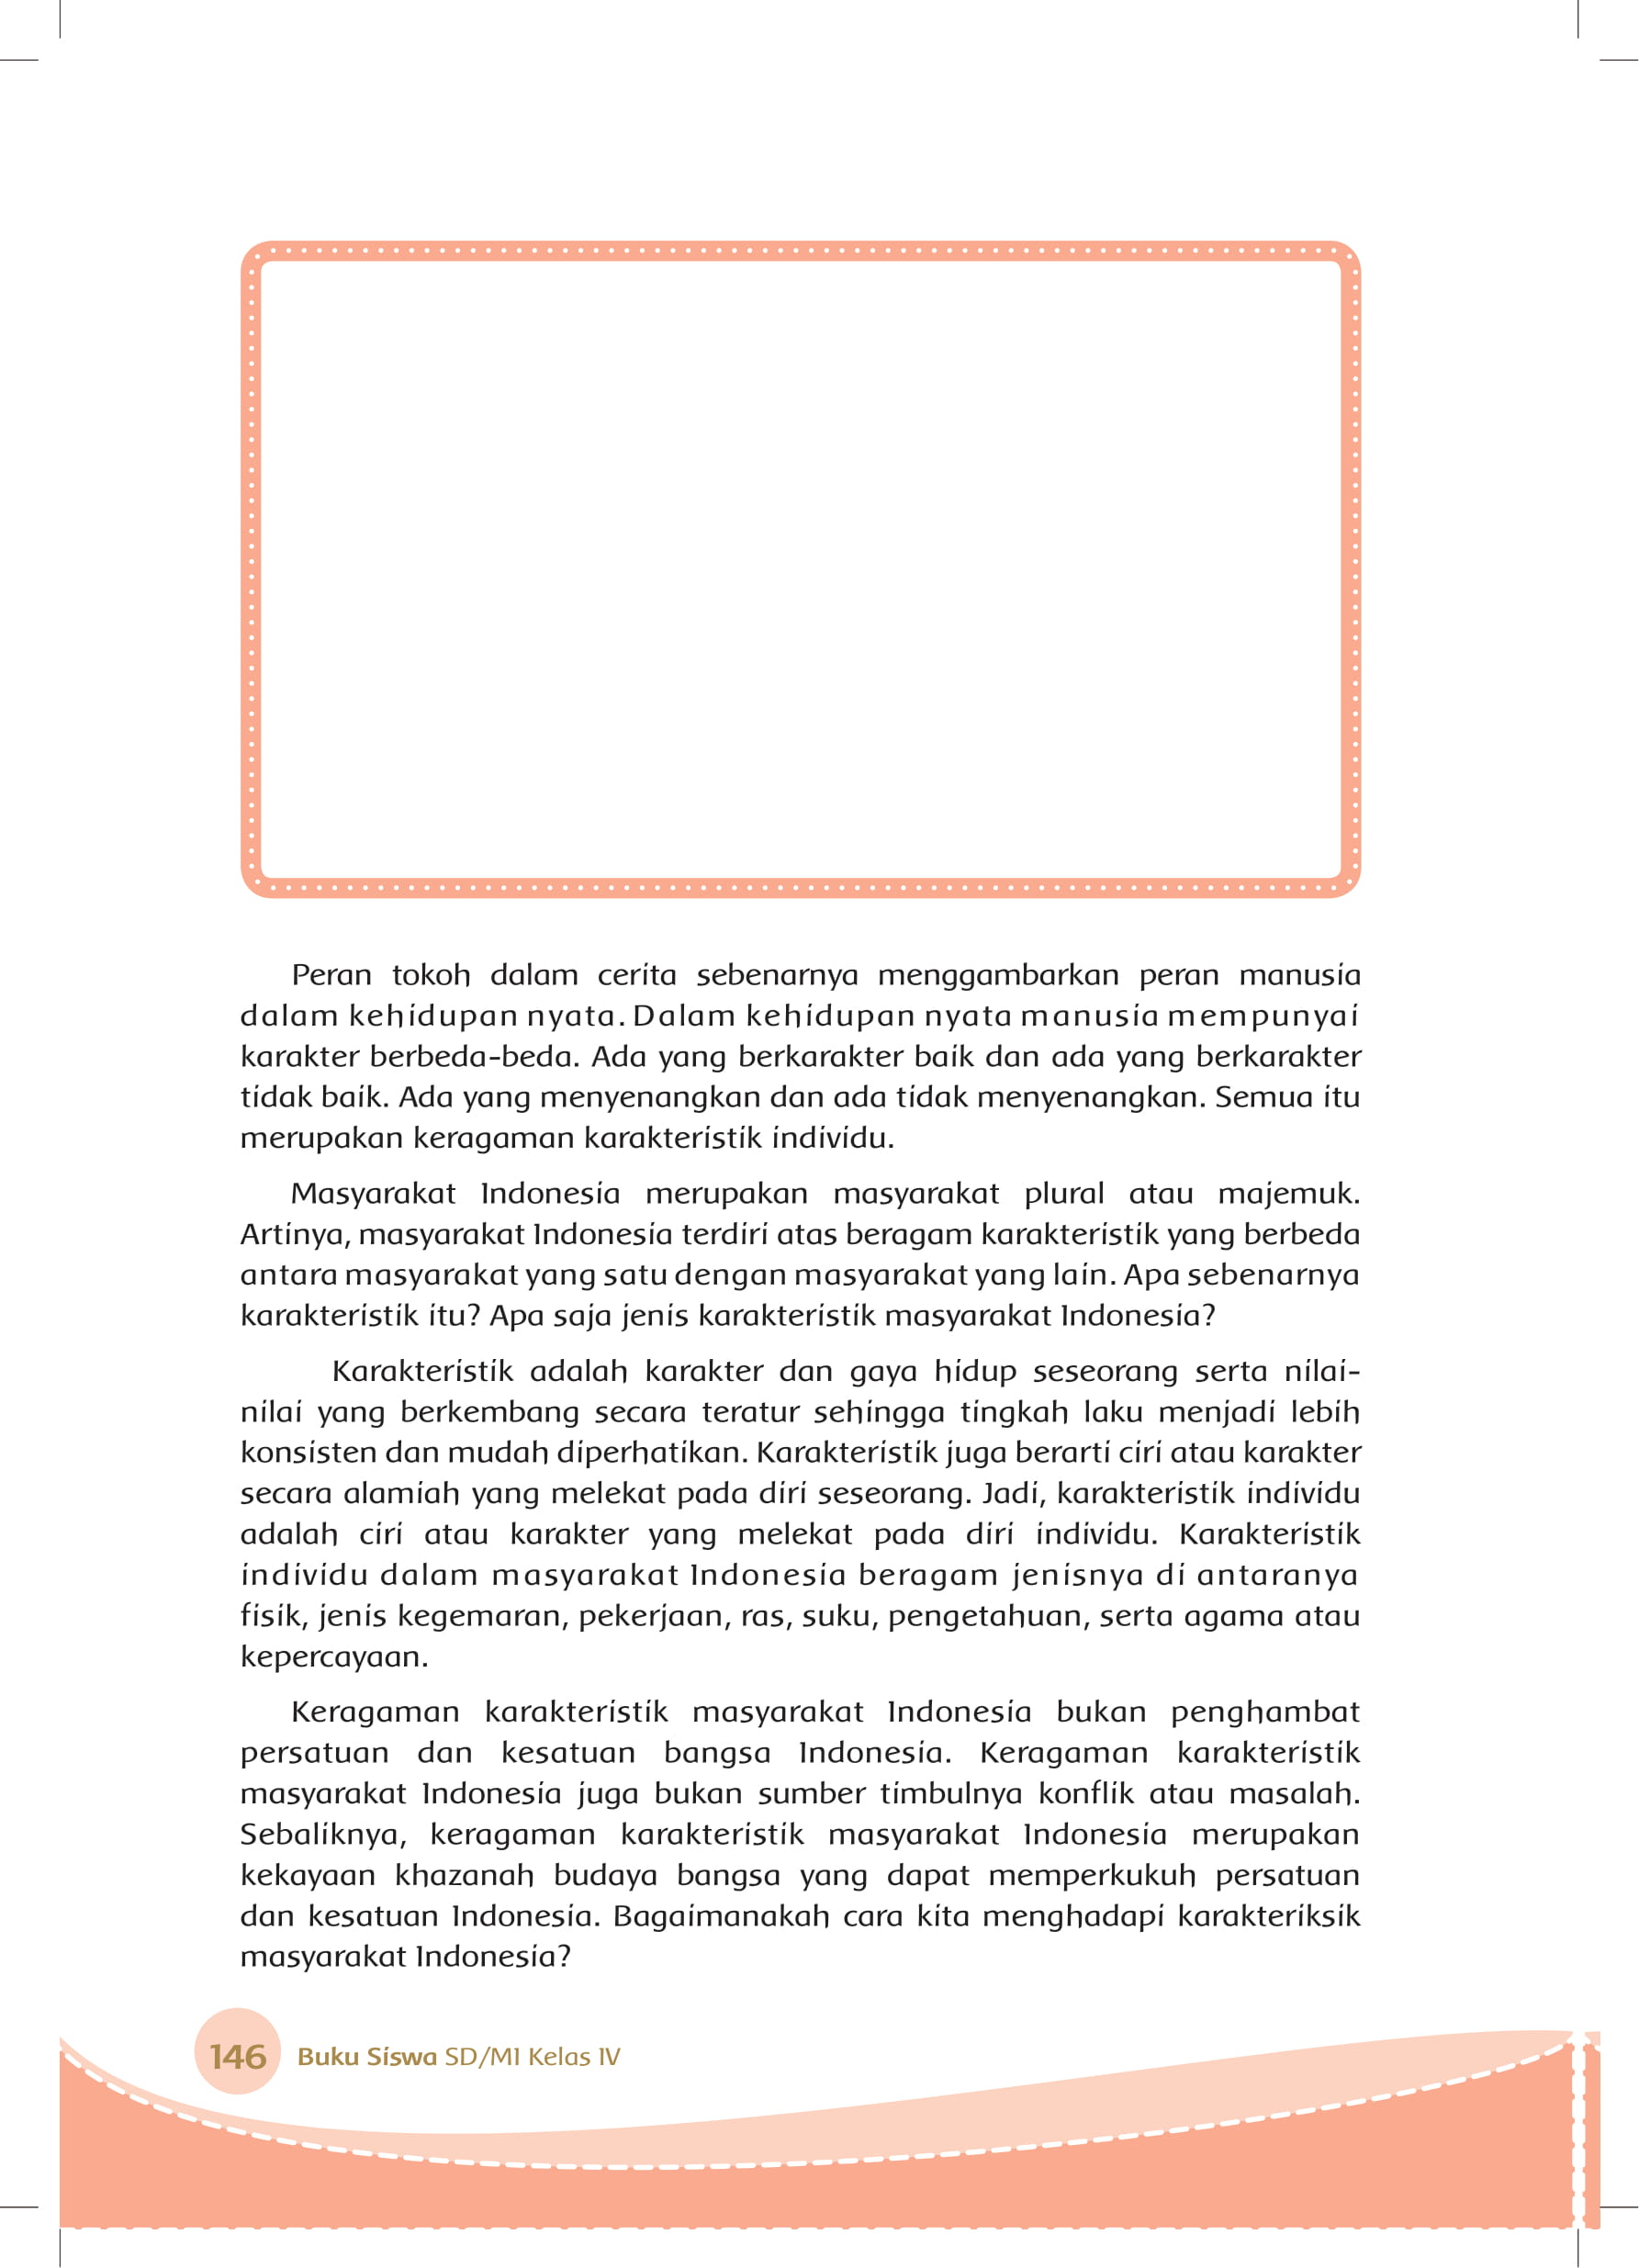 Peran tokoh dalam cerita sebenarnya menggambarkan peran manusia
dalam kehidupan nyata. Dalam kehidupan nyata manusia mempunyai
karakter berbeda-beda. Ada yang berkarakter baik dan ada yang berkarakter
tidak baik. Ada yang menyenangkan dan ada tidak menyenangkan. Semua itu
merupakan keragaman karakteristik individu.
Masyarakat Indonesia merupakan masyarakat plural atau majemuk.
Artinya, masyarakat Indonesia terdiri atas beragam karakteristik yang berbeda
antara masyarakat yang satu dengan masyarakat yang lain. Apa sebenarnya
karakteristik itu? Apa saja jenis karakteristik masyarakat Indonesia?
Karakteristik adalah karakter dan gaya hidup seseorang serta nilai-
nilai yang berkembang secara teratur sehingga tingkah laku menjadi lebih
konsisten dan mudah diperhatikan. Karakteristik juga berarti ciri atau karakter
secara alamiah yang melekat pada diri seseorang. Jadi, karakteristik individu
adalah ciri atau karakter yang melekat pada diri individu. Karakteristik
individu dalam masyarakat Indonesia beragam jenisnya di antaranya
fisik, jenis kegemaran, pekerjaan, ras, suku, pengetahuan, serta agama atau
kepercayaan.
Keragaman karakteristik masyarakat Indonesia bukan penghambat
persatuan dan kesatuan bangsa Indonesia. Keragaman karakteristik
masyarakat Indonesia juga bukan sumber timbulnya konflik atau masalah.
Sebaliknya, keragaman karakteristik masyarakat Indonesia merupakan
kekayaan khazanah budaya bangsa yang dapat memperkukuh persatuan
dan kesatuan Indonesia. Bagaimanakah cara kita menghadapi karakteriksik
masyarakat Indonesia?
146 Buku Siswa SD/MI Kelas IV